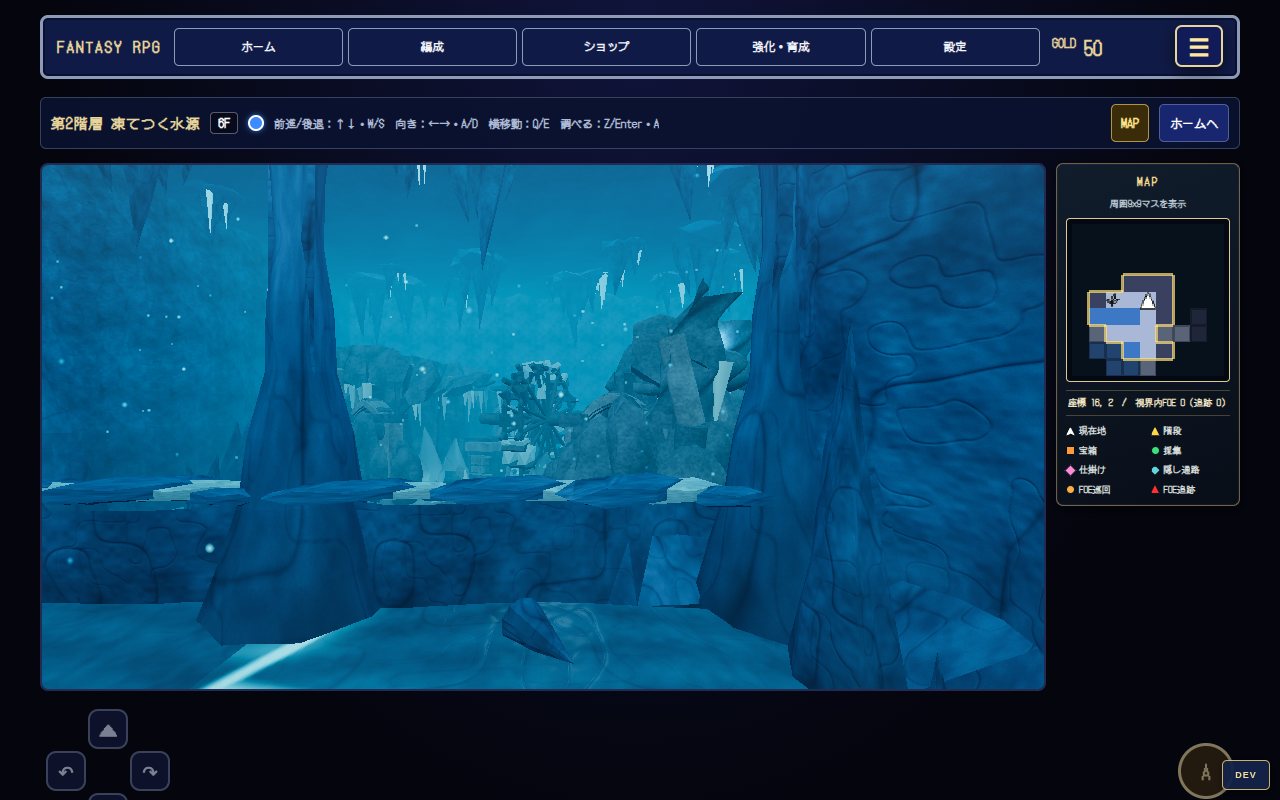 FANTASY RPG
ホーム
編成
ショップ
強化・育成
設定
GOLD 50
第2階層 凍てつく水源
6F
前進/後退：↑↓・W/S 向き：←→・A/D 横移動：Q/E 調べる：Z/Enter・A
MAP
ホームへ
MAP
周囲9x9マスを表示
座標 16, 2 / 視界内FOE 0 (追跡 0)
現在地
階段
宝箱
採集
仕掛け
隠し通路
FOE巡回
FOE追跡
A
DEV